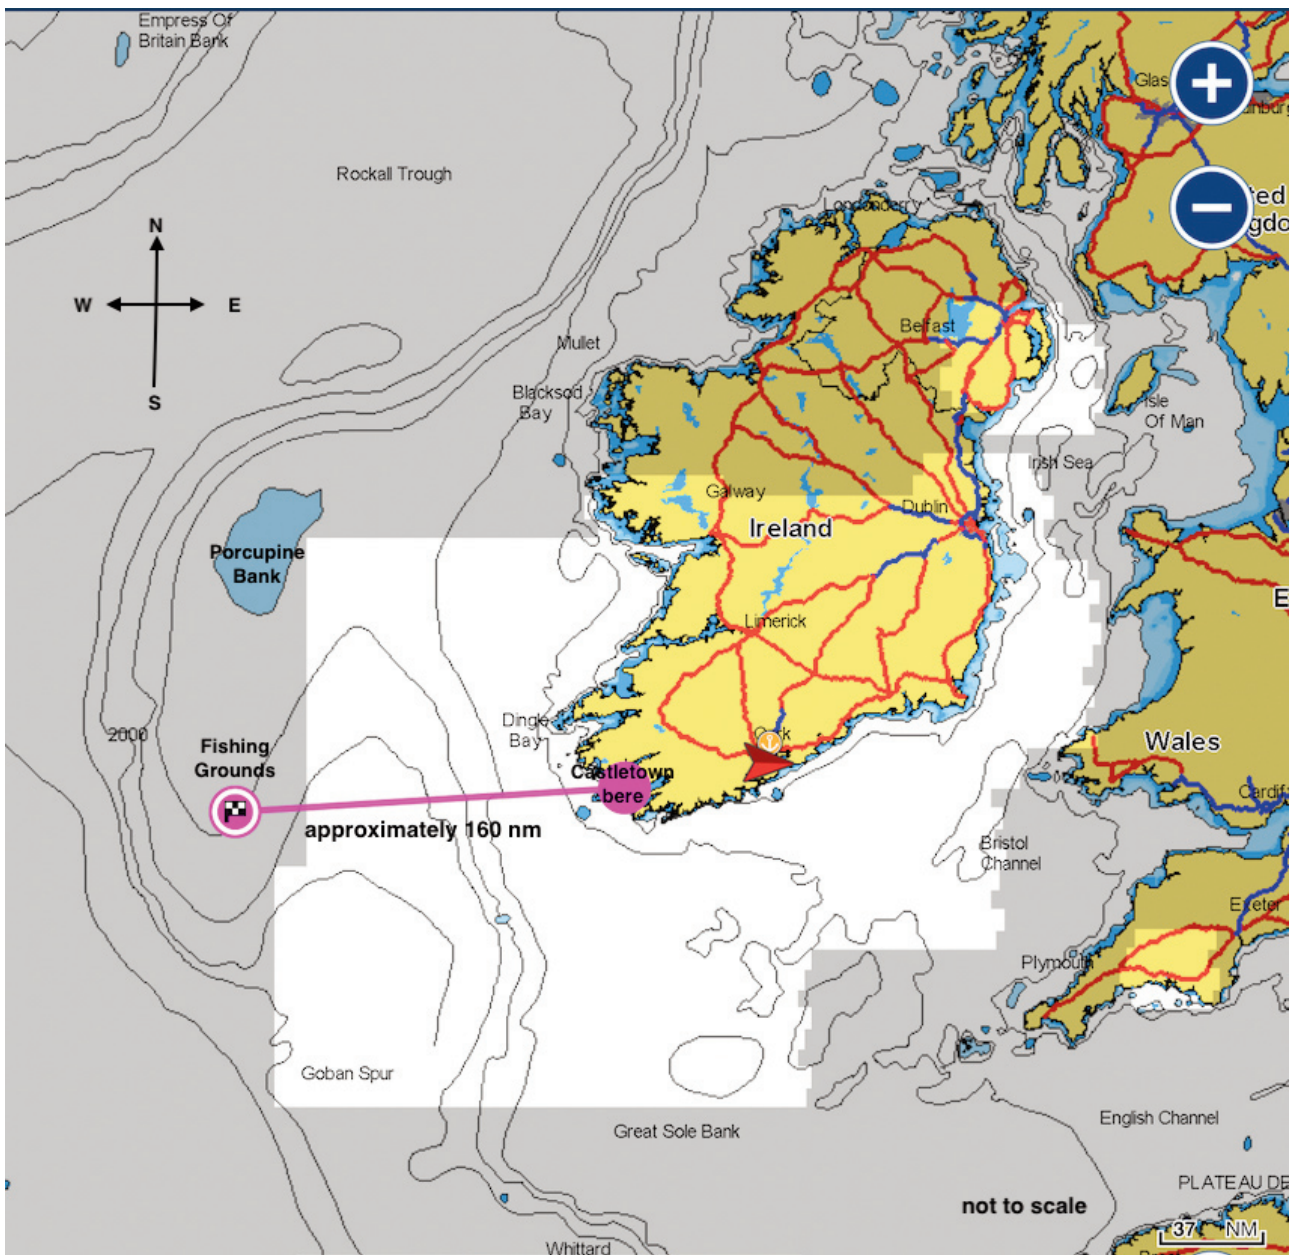 Empress Of
Britain Bank
Glas
Rockall Trough
Londonderry
N
W
E
S
Belfast
Mullet
Blacksod
Bay
Isle
Of Man
Irish Sea
Galway
Dublin
Ireland
Porcupine
Bank
Limerick
Dingle
Bay
2000
Fishing
Grounds
Wales
Castletown
bere
approximately 160 nm
Bristol
Channel
Exeter
Plymouth
Goban Spur
English Channel
Great Sole Bank
PLATEAU DE
not to scale
37 NM
Whittard